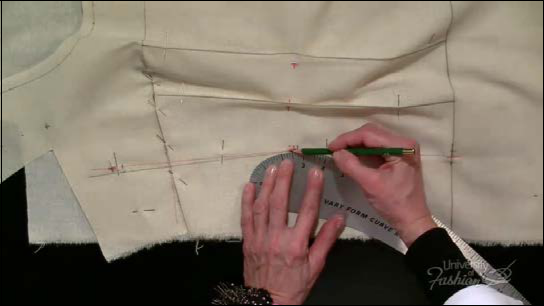 VARY FORM CURVE
University
of
Fashion